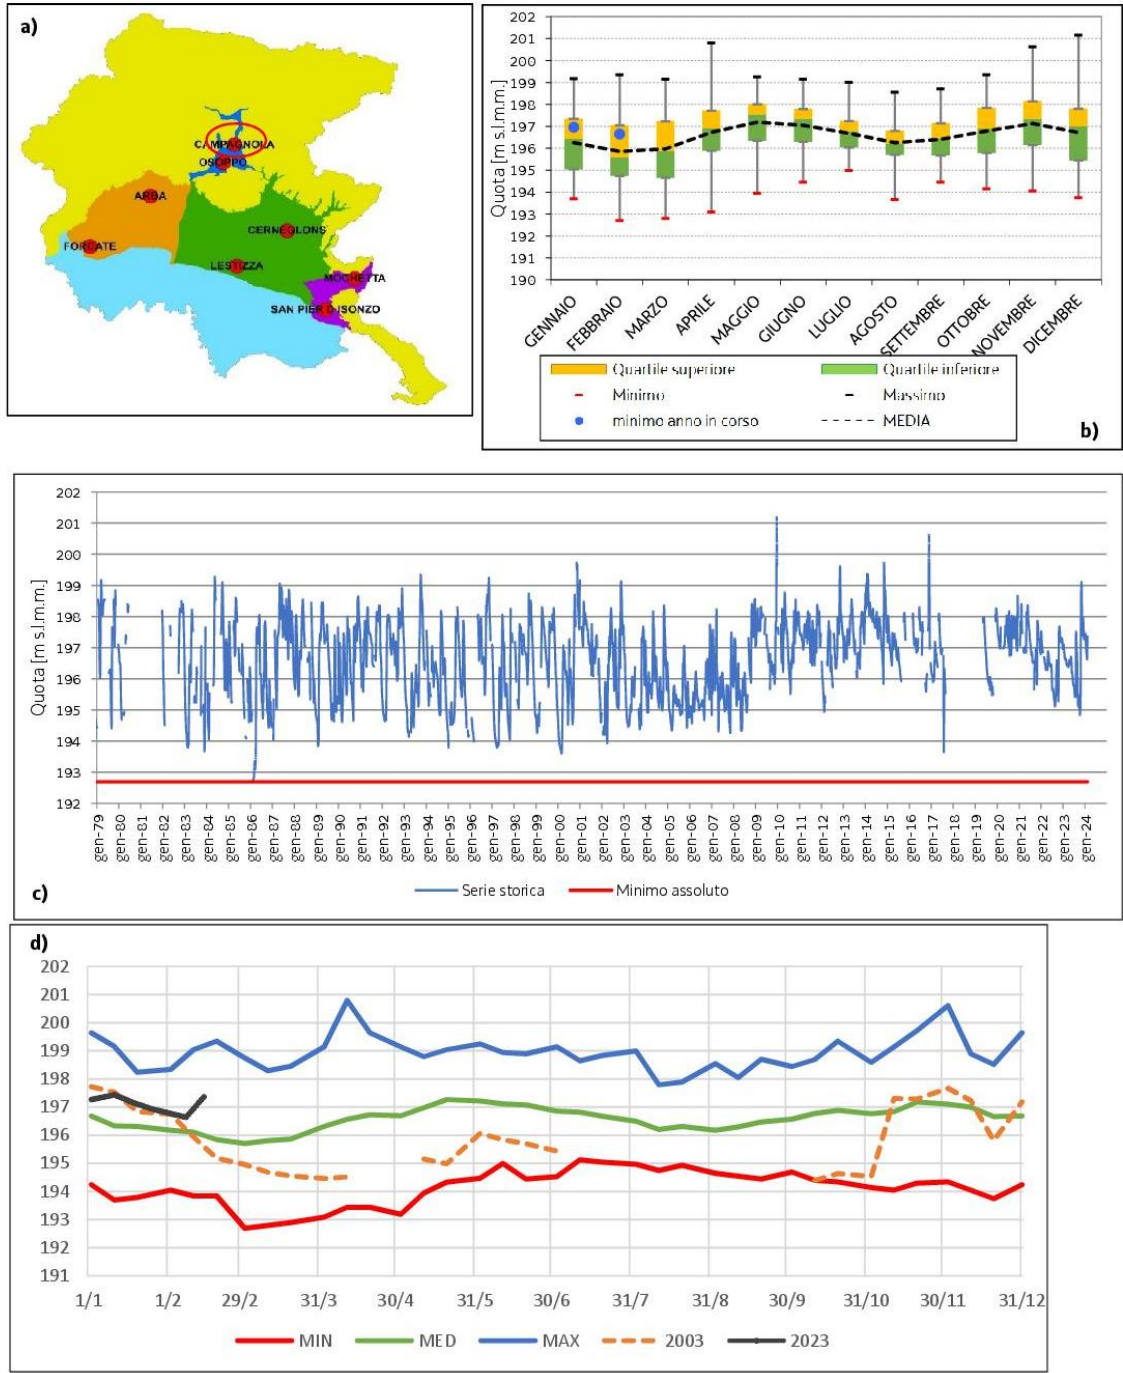 a)
CAMPAGNOLA
OSOPPO
ARBA
CERNEGLONS
FORCATE
LESTIZZA
MOCHETTA
SAN PIER D ISONZO
Quota [m s.l.m.m.]
202
201
200
199
198
197
196
195
194
193
192
191
190
GENNAIO
FEBBRAIO
MARZO
APRILE
MAGGIO
GIUGNO
LUGLIO
AGOSTO
SETTEMBRE
OTTOBRE
NOVEMBRE
DICEMBRE
Quartile superiore Quartile inferiore
Minimo Massimo
minimo anno in corso MEDIA
b)
Quota [m s.l.m.m.]
202
201
200
199
198
197
196
195
194
193
192
gen-79
gen-80
gen-81
gen-82
gen-83
gen-84
gen-85
gen-86
gen-87
gen-88
gen-89
gen-90
gen-91
gen-92
gen-93
gen-94
gen-95
gen-96
gen-97
gen-98
gen-99
gen-00
gen-01
gen-02
gen-03
gen-04
gen-05
gen-06
gen-07
gen-08
gen-09
gen-10
gen-11
gen-12
gen-13
gen-14
gen-15
gen-16
gen-17
gen-18
gen-19
gen-20
gen-21
gen-22
gen-23
gen-24
Serie storica Minimo assoluto
c)
d)
202
201
200
199
198
197
196
195
194
193
192
191
1/1 1/2 29/2 31/3 30/4 31/5 30/6 31/7 31/8 30/9 31/10 30/11 31/12
MIN MED MAX 2003 2023